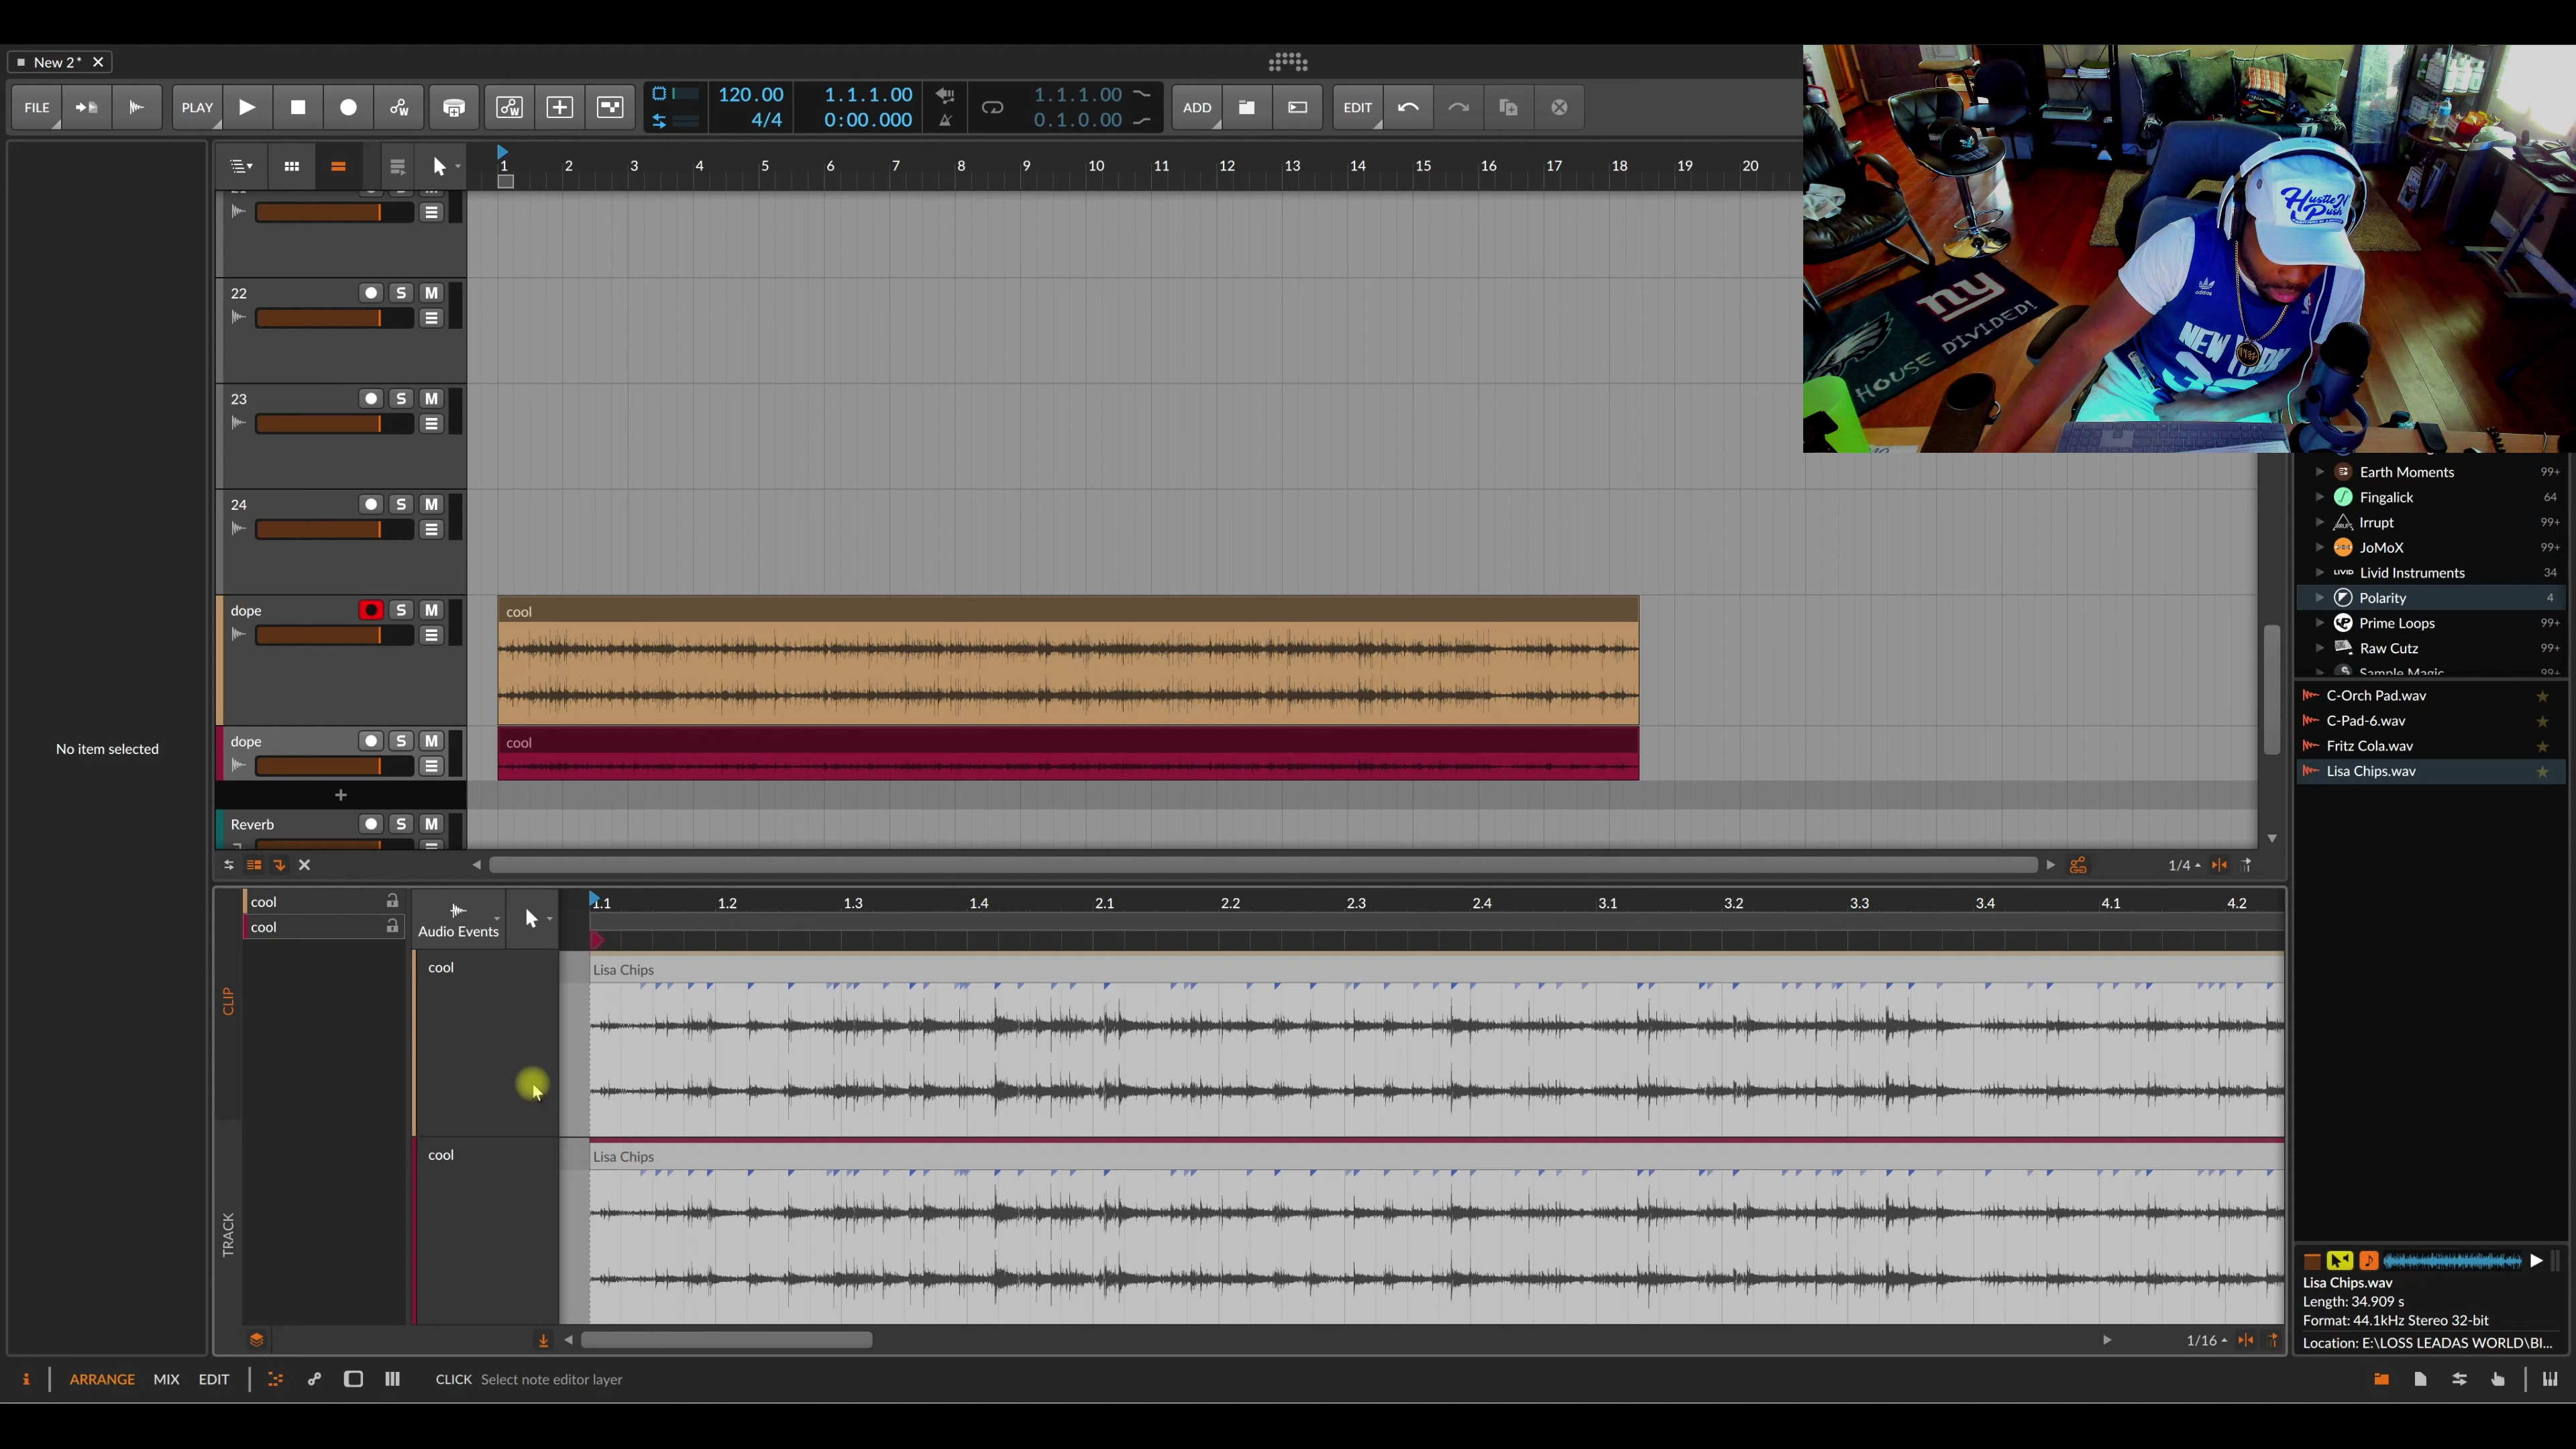 New 2*
FILE PLAY 120.00 4/4 1.1.1.00 0:00.000 1.1.1.00 0.1.0.00 ADD EDIT
1 2 3 4 5 6 7 8 9 10 11 12 13 14 15 16 17 18 19 20
22 S M
23 S M
24 S M
dope S M
cool
dope S M
cool
+
Reverb S M
1/4
No item selected
Hustle N' Push
NEW YORK
ny
HOUSE DIVIDED!
Earth Moments 99+
Fingalick 64
Irrupt 99+
JoMoX 99+
LIVID Livid Instruments 34
Polarity 4
Prime Loops 99+
Raw Cutz 99+
Sample Magic 99+
C-Orch Pad.wav
C-Pad-6.wav
Fritz Cola.wav
Lisa Chips.wav
cool
cool
CLIP
TRACK
Audio Events
1.1 1.2 1.3 1.4 2.1 2.2 2.3 2.4 3.1 3.2 3.3 3.4 4.1 4.2
cool
Lisa Chips
cool
Lisa Chips
1/16
Lisa Chips.wav
Length: 34.909 s
Format: 44.1kHz Stereo 32-bit
Location: E:\LOSS LEADAS WORLD\BI...
i ARRANGE MIX EDIT CLICK Select note editor layer